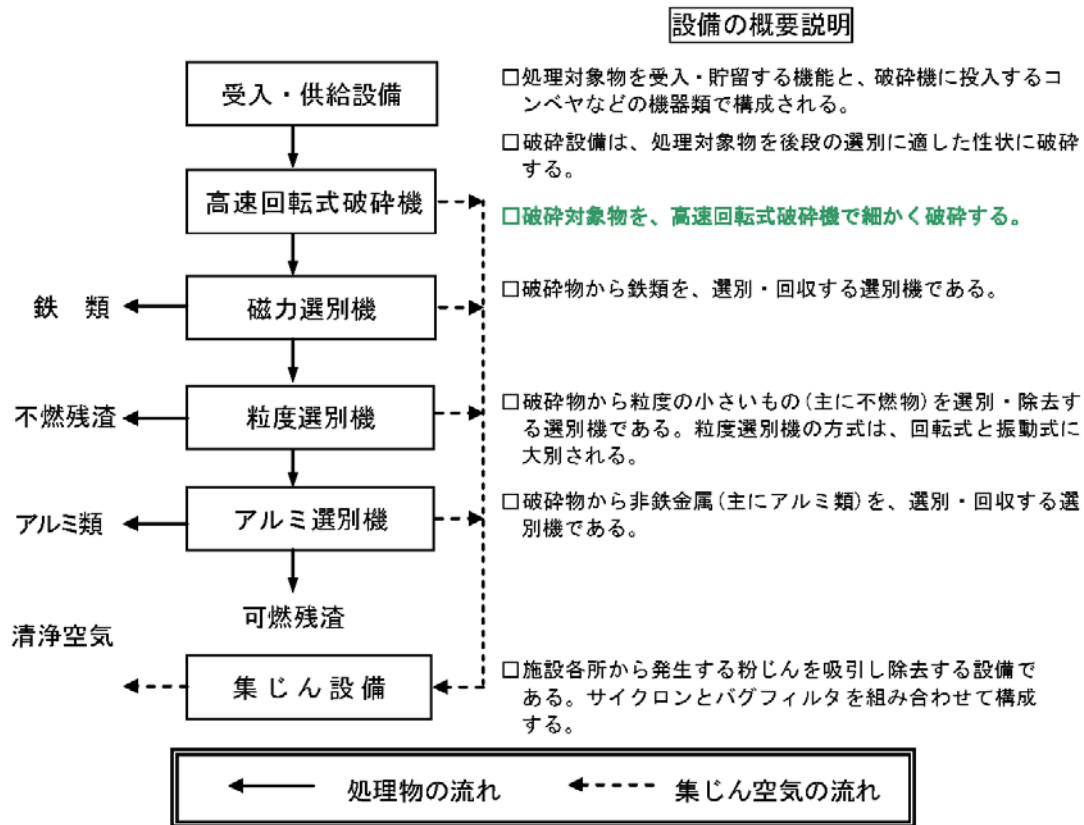 設備の概要説明
受入・供給設備
□処理対象物を受入・貯留する機能と、破砕機に投入するコ
ンベヤなどの機器類で構成される。
□破砕設備は、処理対象物を後段の選別に適した性状に破砕
する。
高速回転式破砕機
□破砕対象物を、高速回転式破砕機で細かく破砕する。
鉄　類
磁力選別機
□破砕物から鉄類を、選別・回収する選別機である。
不燃残渣
粒度選別機
□破砕物から粒度の小さいもの(主に不燃物)を選別・除去す
る選別機である。粒度選別機の方式は、回転式と振動式に
大別される。
アルミ類
アルミ選別機
□破砕物から非鉄金属(主にアルミ類)を、選別・回収する選
別機である。
可燃残渣
清浄空気
集じん設備
□施設各所から発生する粉じんを吸引し除去する設備で
ある。サイクロンとバグフィルタを組み合わせて構成
する。
処理物の流れ
集じん空気の流れ